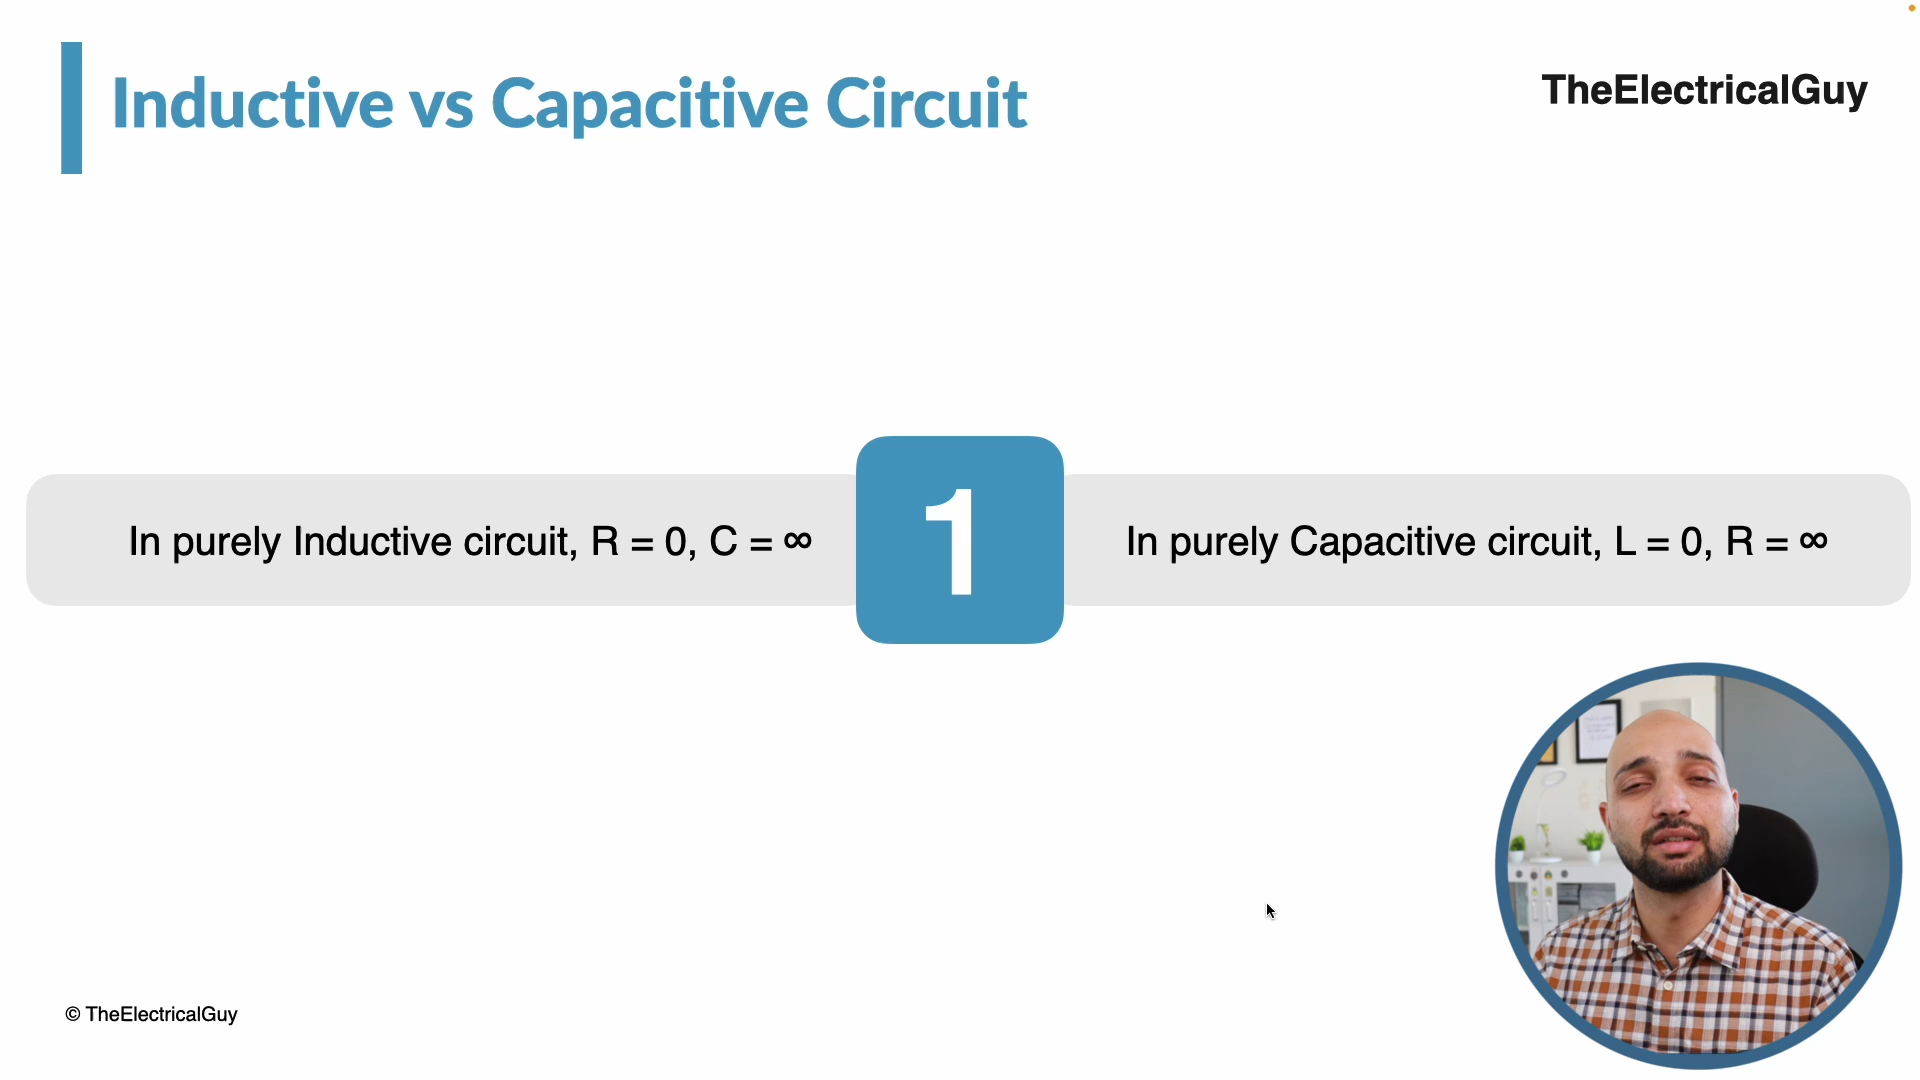 Inductive vs Capacitive Circuit
TheElectricalGuy
In purely Inductive circuit, R = 0, C = ∞
1
In purely Capacitive circuit, L = 0, R = ∞
© TheElectricalGuy